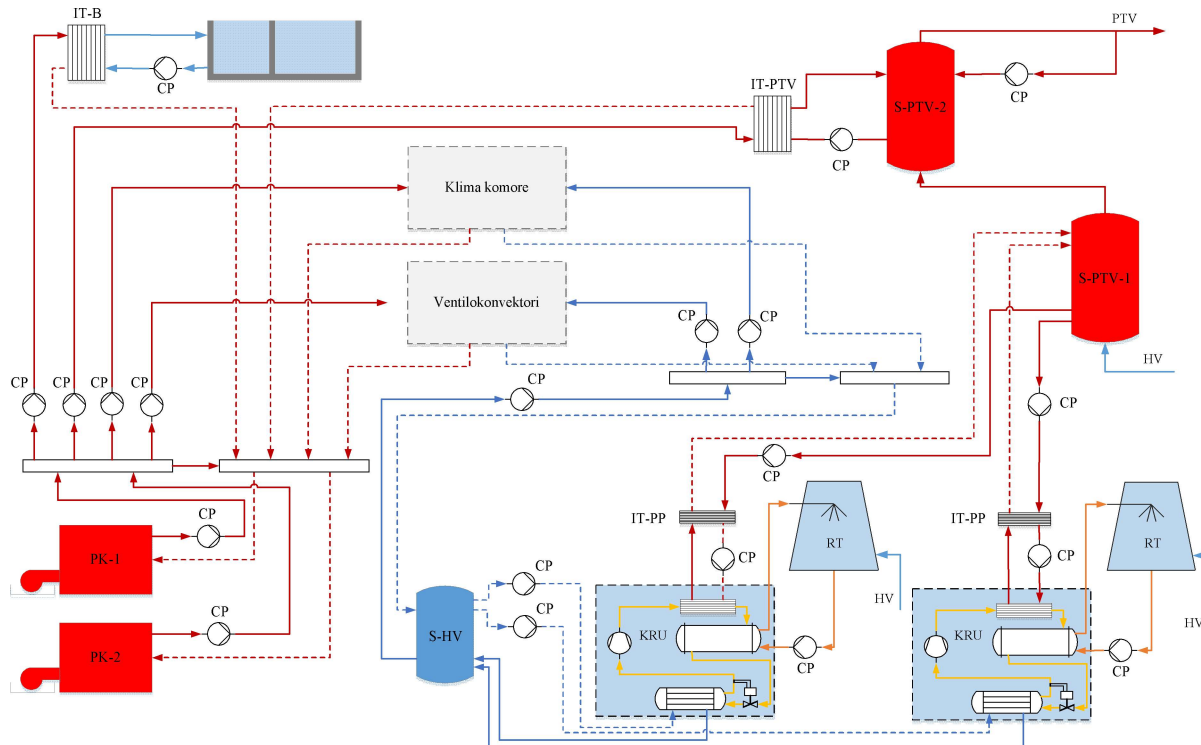 IT-B
CP
PTV
CP
S-PTV-2
IT-PTV
CP
Klima komore
S-PTV-1
Ventilokonvektori
CP
CP
HV
CP
CP
CP
CP
CP
CP
CP
IT-PP
IT-PP
CP
PK-1
RT
RT
CP
CP
CP
HV
HV
CP
PK-2
S-HV
CP
KRU
KRU
CP
CP